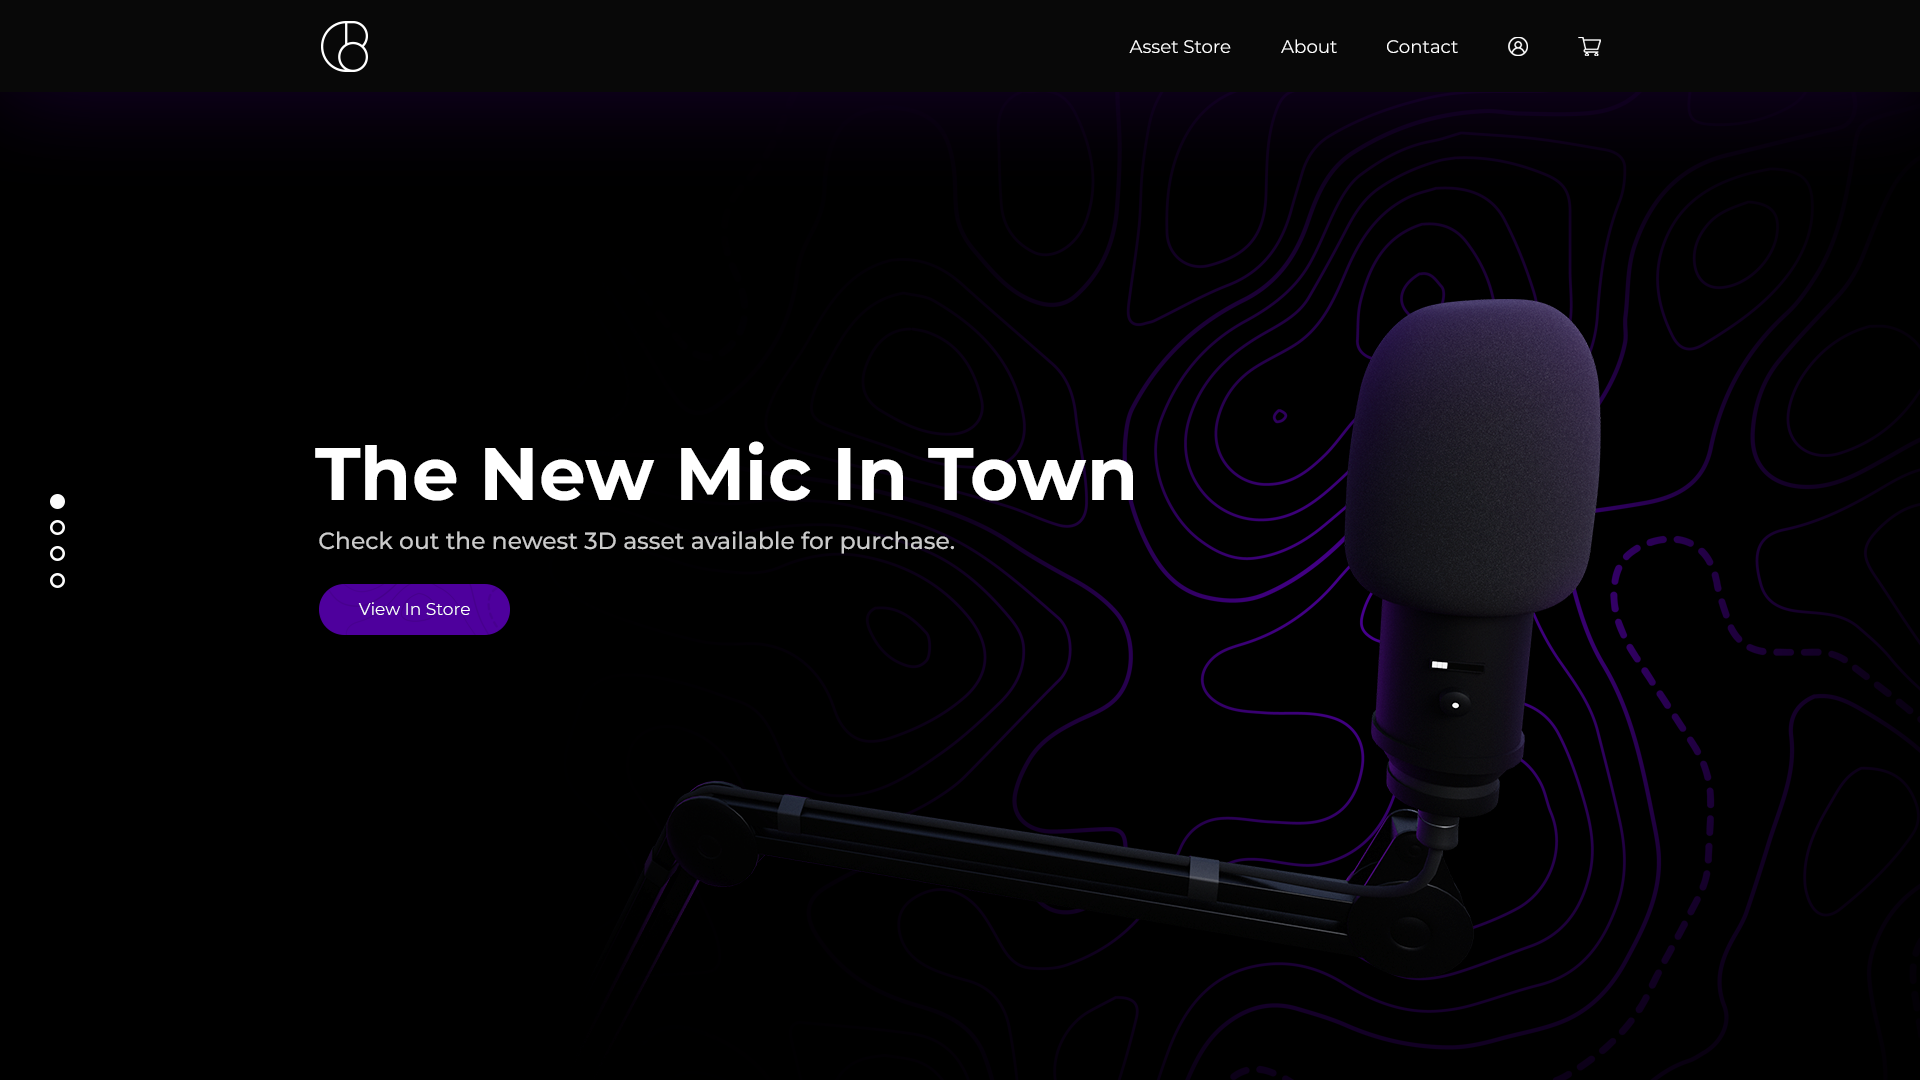 Asset Store
About
Contact
The New Mic In Town
Check out the newest 3D asset available for purchase.
View In Store